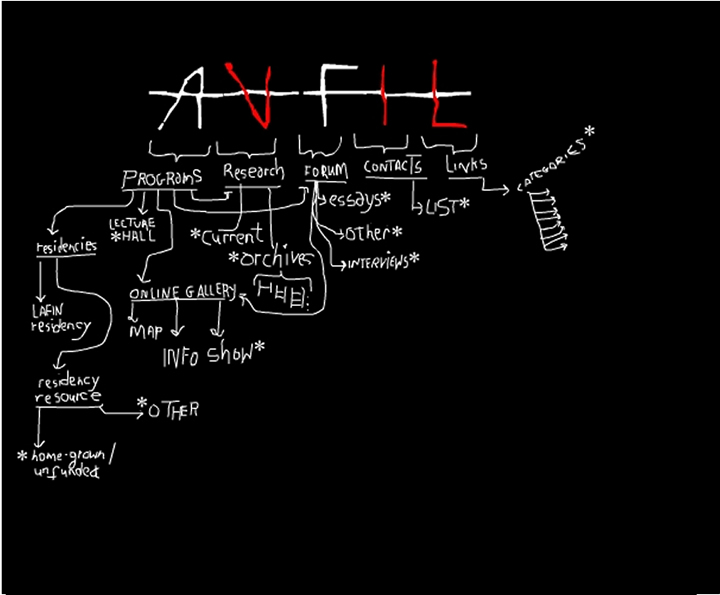 AVFIL
PROGRAMS Research FORUM CONTACTS LINKS
CATEGORIES*
essays*
LIST*
LECTURE
*HALL
*Current
Other*
residencies
*archives
INTERVIEWS*
ONLINE GALLERY
LAFIN
residency
MAP
INFO SHOW*
residency
resource
*OTHER
*home-grown/
unfunded